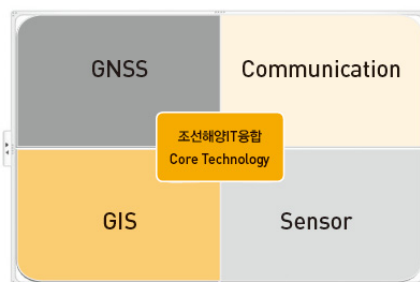 GNSS
Communication
조선해양IT융합
Core Technology
GIS
Sensor